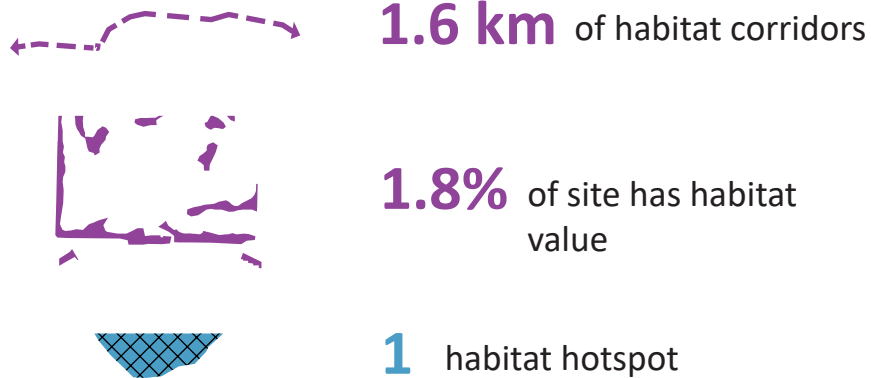 1.6 km of habitat corridors
1.8% of site has habitat
value
1 habitat hotspot